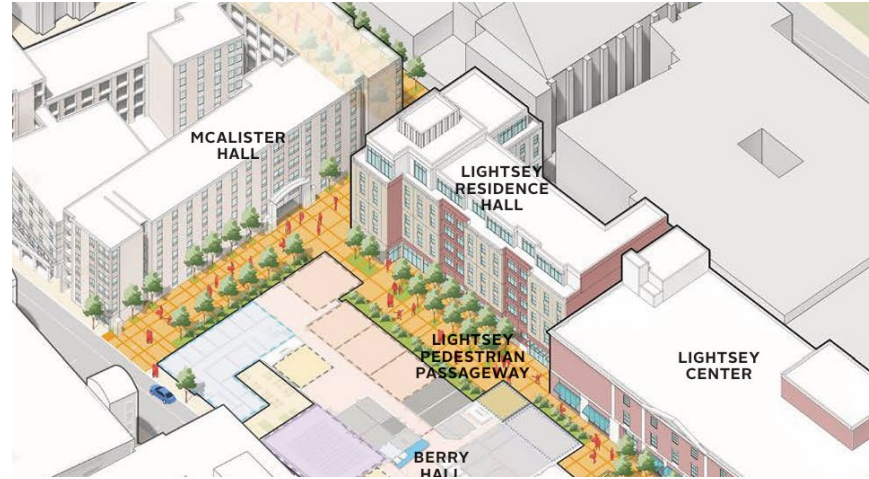 MCALISTER
HALL
LIGHTSEY
RESIDENCE
HALL
LIGHTSEY
PEDESTRIAN
PASSAGEWAY
LIGHTSEY
CENTER
BERRY
HALL